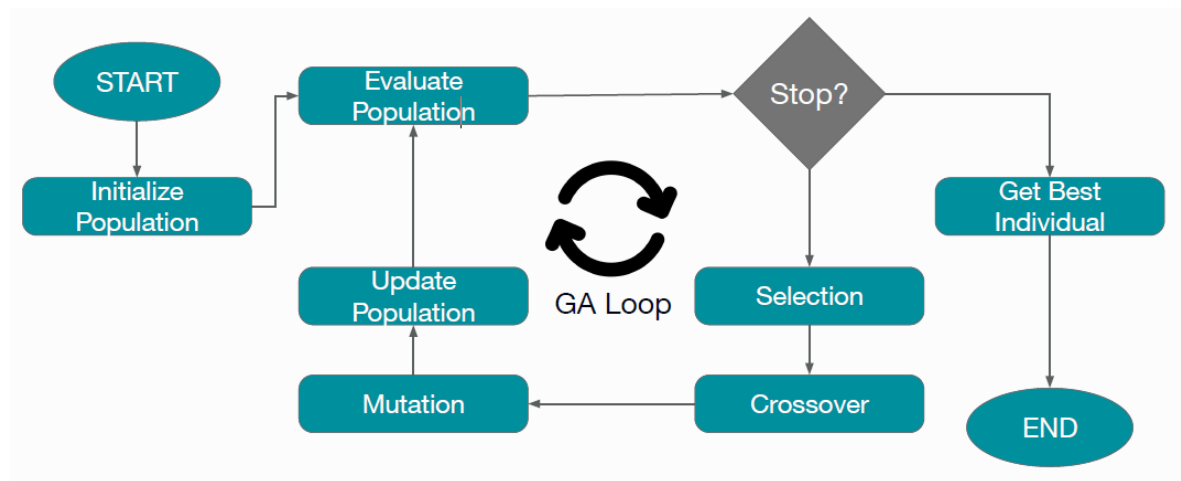 START
Initialize
Population
Evaluate
Population
Stop?
Get Best
Individual
Update
Population
GA Loop
Selection
Mutation
Crossover
END